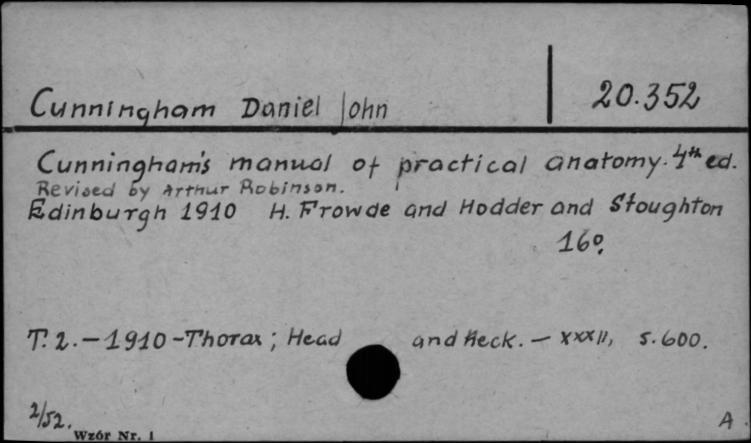 20.352
Cunningham Daniel John
Cunningham's manual of practical anatomy. 4th ed.
Revised by Arthur Robinson.
Edinburgh 1910 H. Frowde and Hodder and Stoughton
16°.
T. 2. – 1910 – Thorax ; Head and Neck. – XXXII, s. 600.
2/52.
Wzór Nr. 1
A